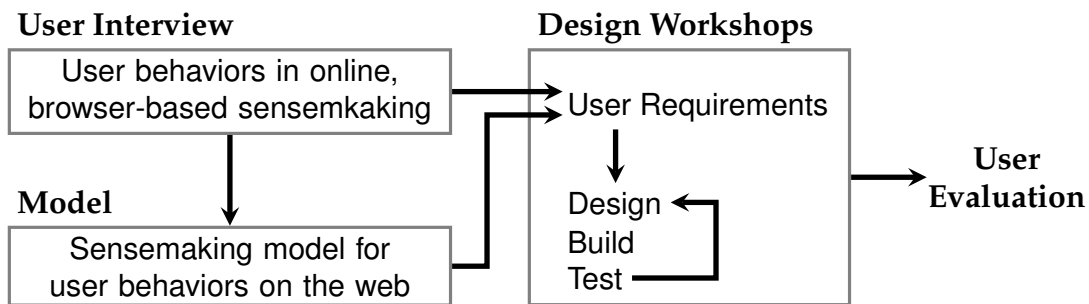 User Interview
User behaviors in online,
browser-based sensemkaking
Model
Sensemaking model for
user behaviors on the web
Design Workshops
User Requirements
Design
Build
Test
User
Evaluation